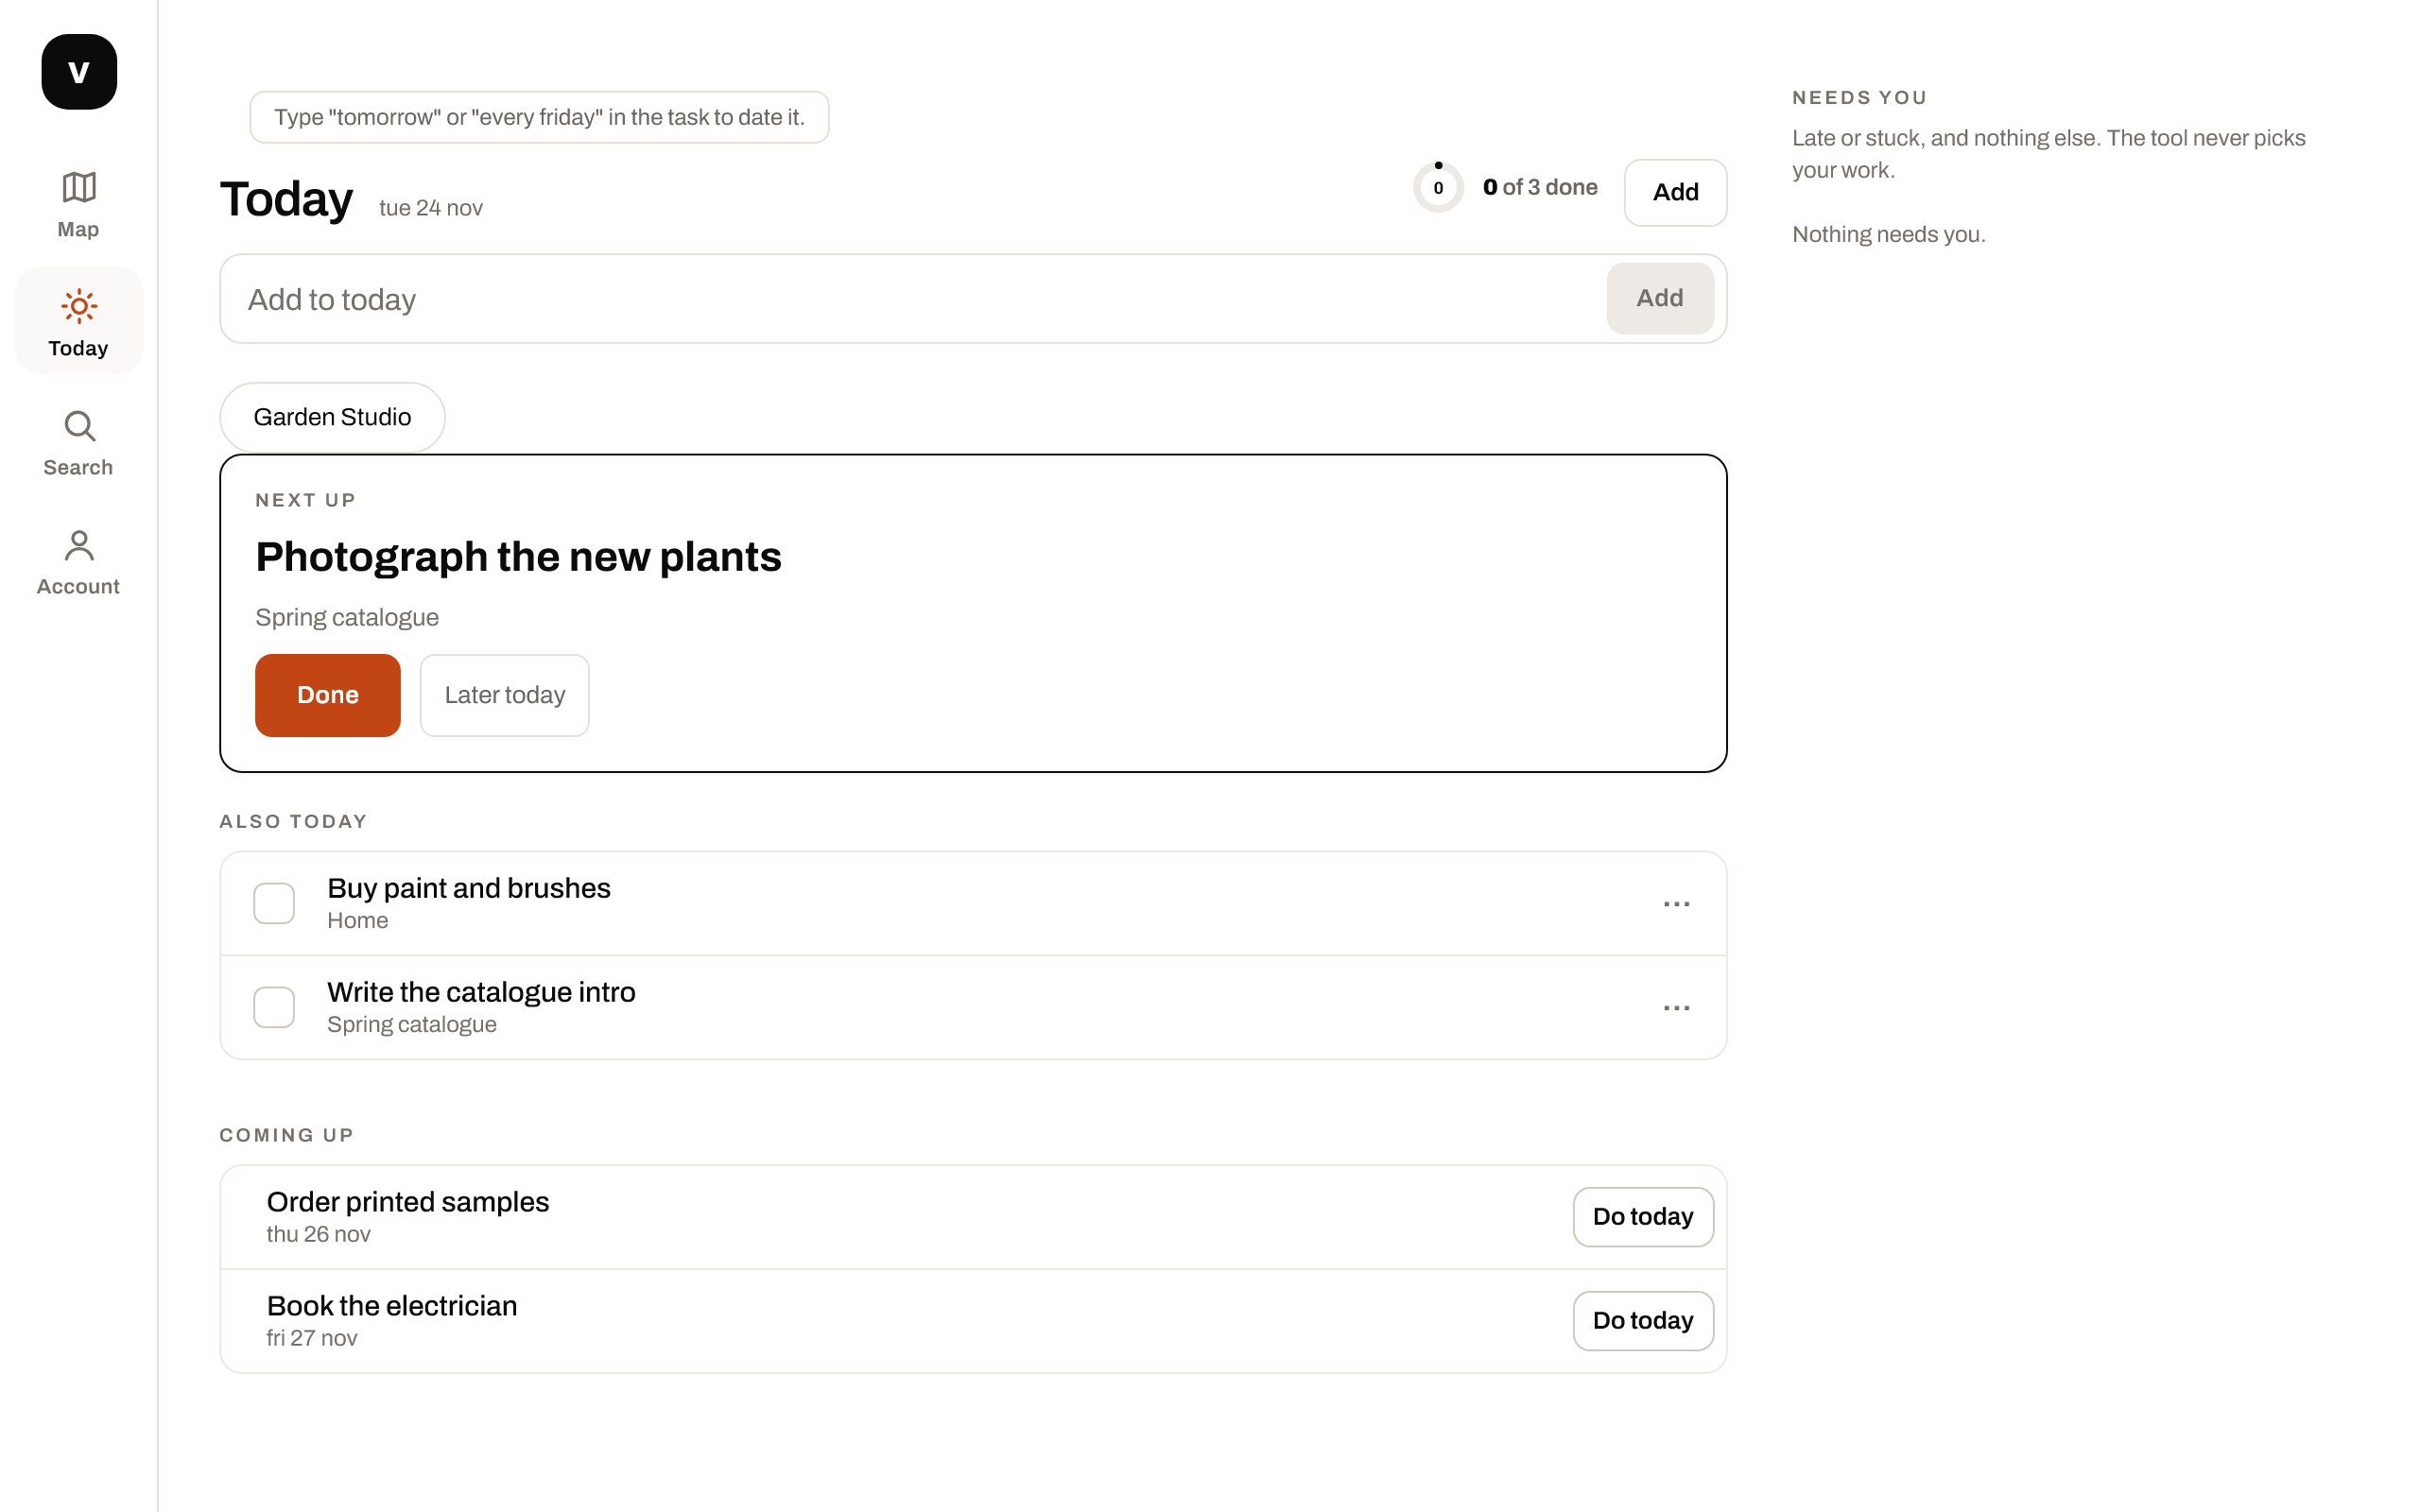 v
Map
Today
Search
Account
Type "tomorrow" or "every friday" in the task to date it.
Today tue 24 nov
0 0 of 3 done Add
Add to today Add
Garden Studio
NEXT UP
Photograph the new plants
Spring catalogue
Done Later today
ALSO TODAY
Buy paint and brushes
Home
Write the catalogue intro
Spring catalogue
COMING UP
Order printed samples
thu 26 nov
Do today
Book the electrician
fri 27 nov
Do today
NEEDS YOU
Late or stuck, and nothing else. The tool never picks
your work.
Nothing needs you.